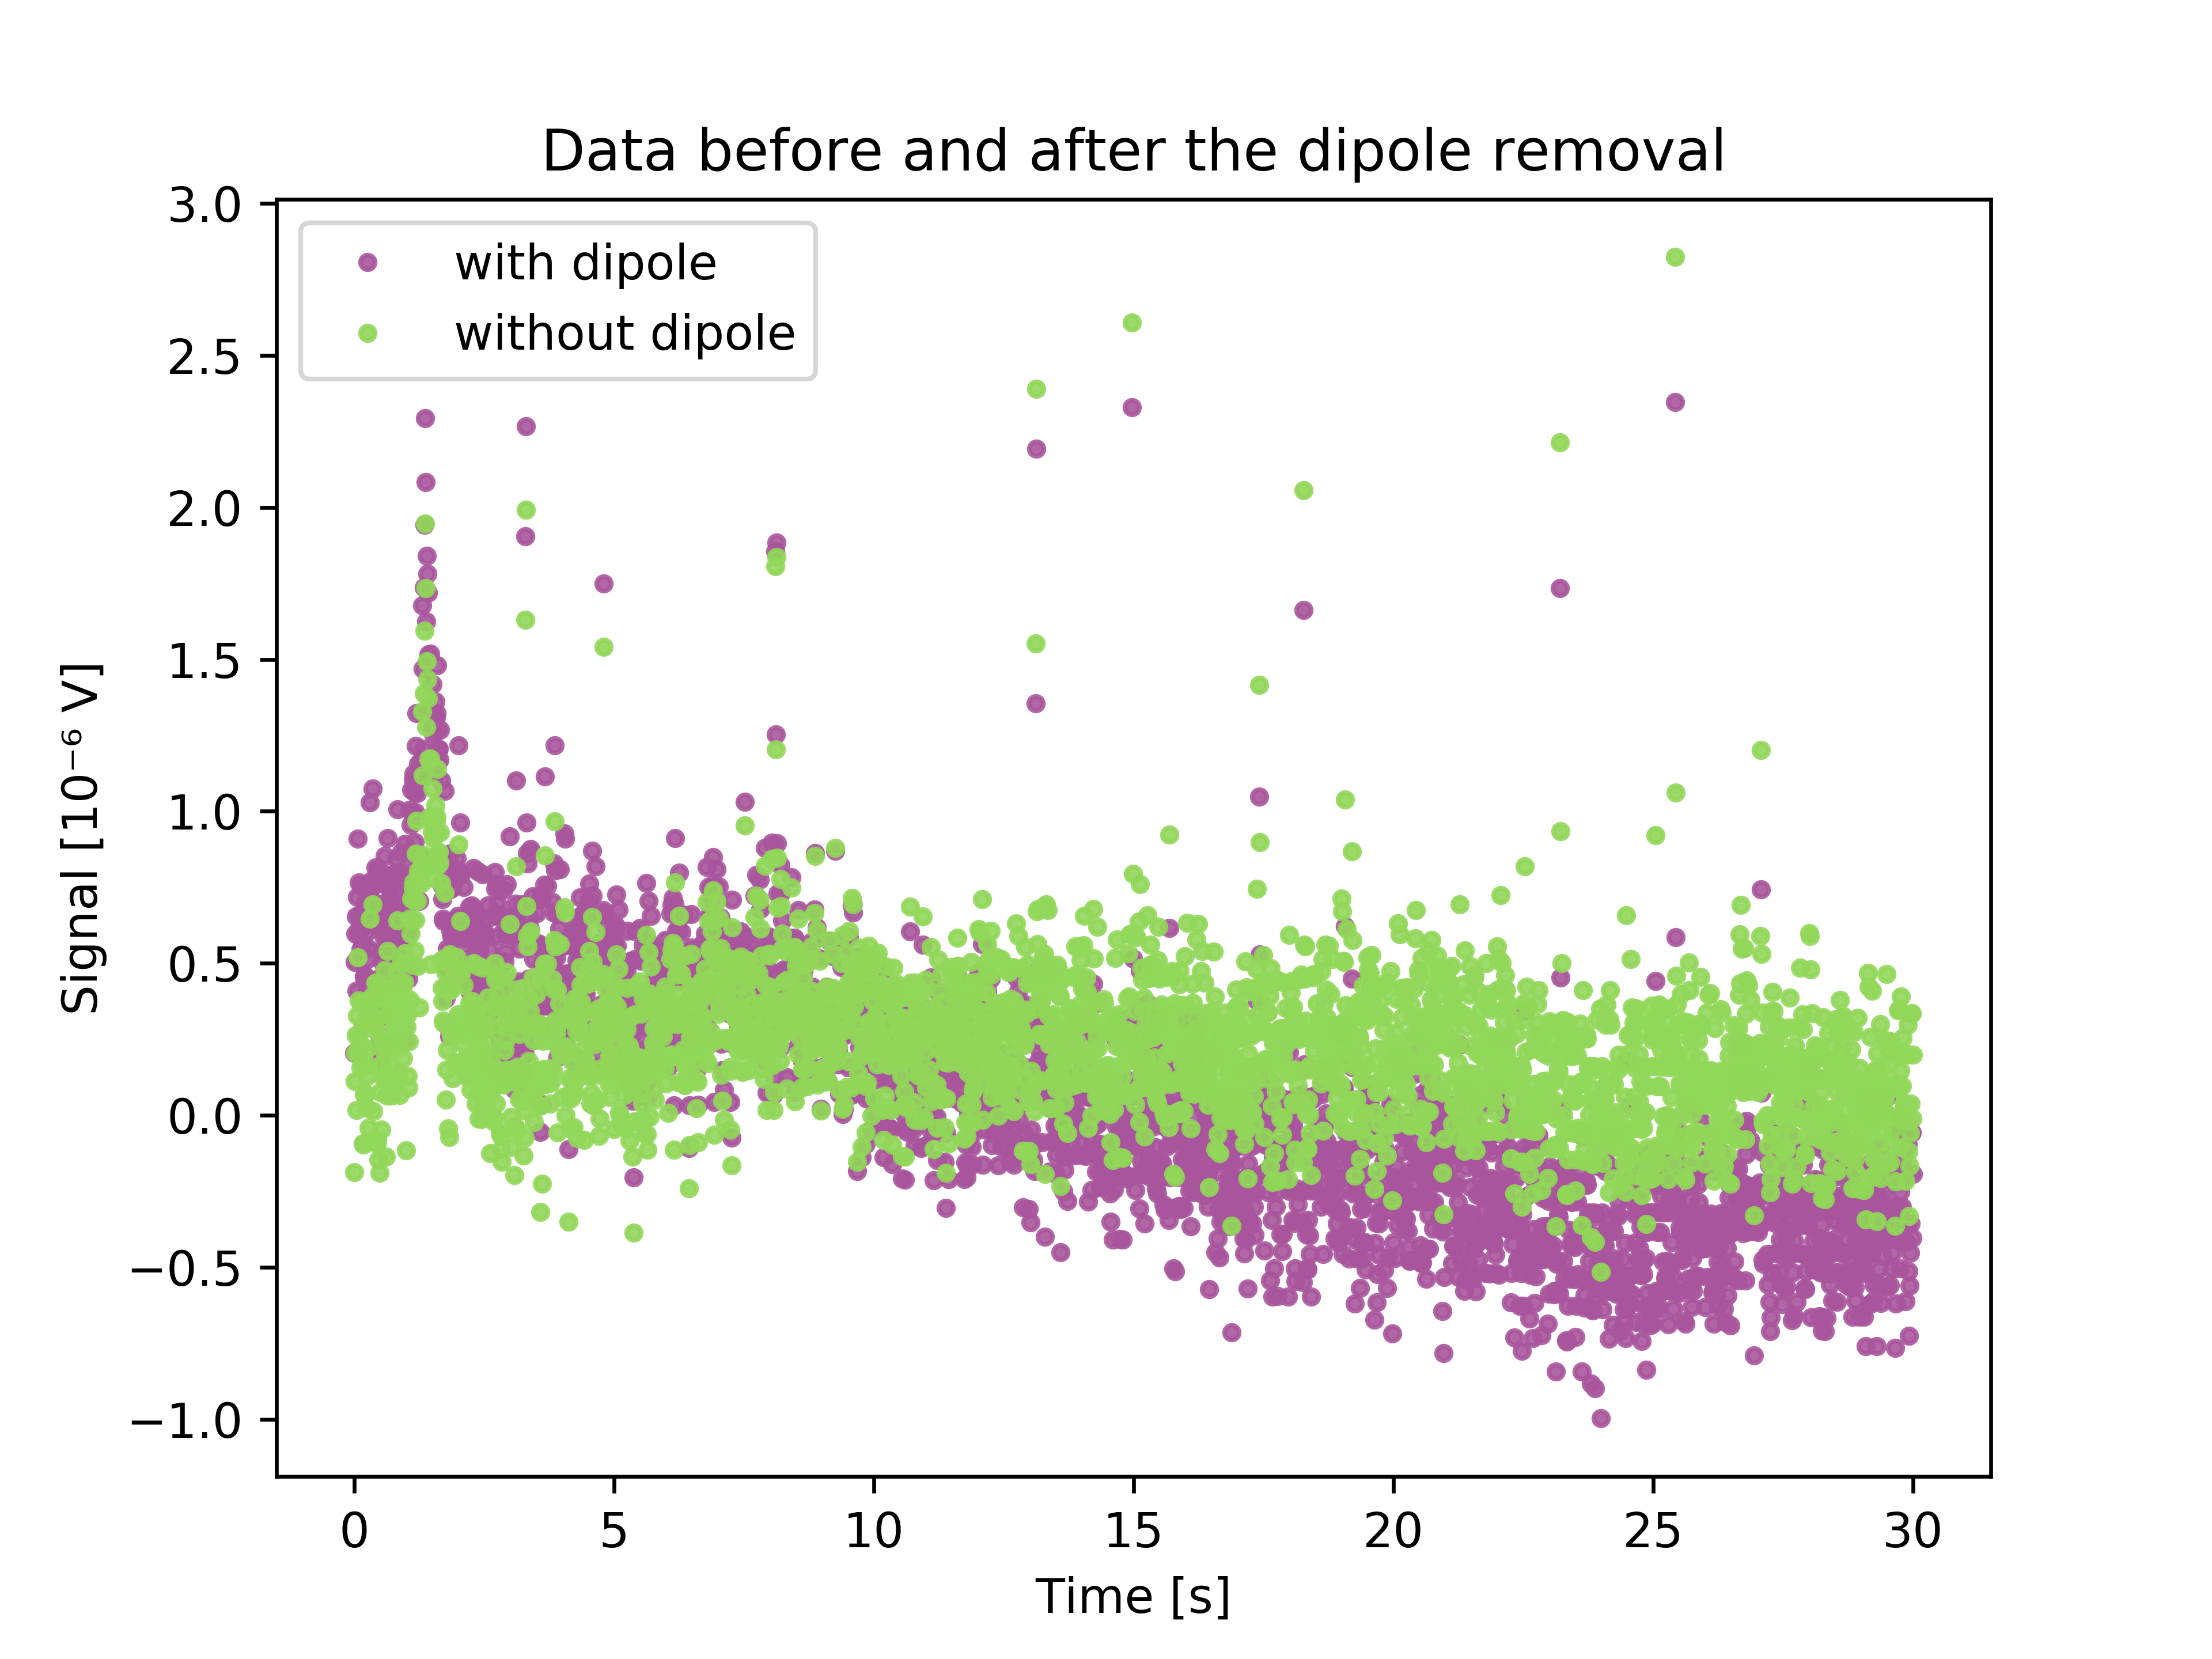 Data before and after the dipole removal
with dipole
without dipole
3.0
2.5
2.0
1.5
1.0
0.5
0.0
−0.5
−1.0
Signal [10⁻⁶ V]
0 5 10 15 20 25 30
Time [s]